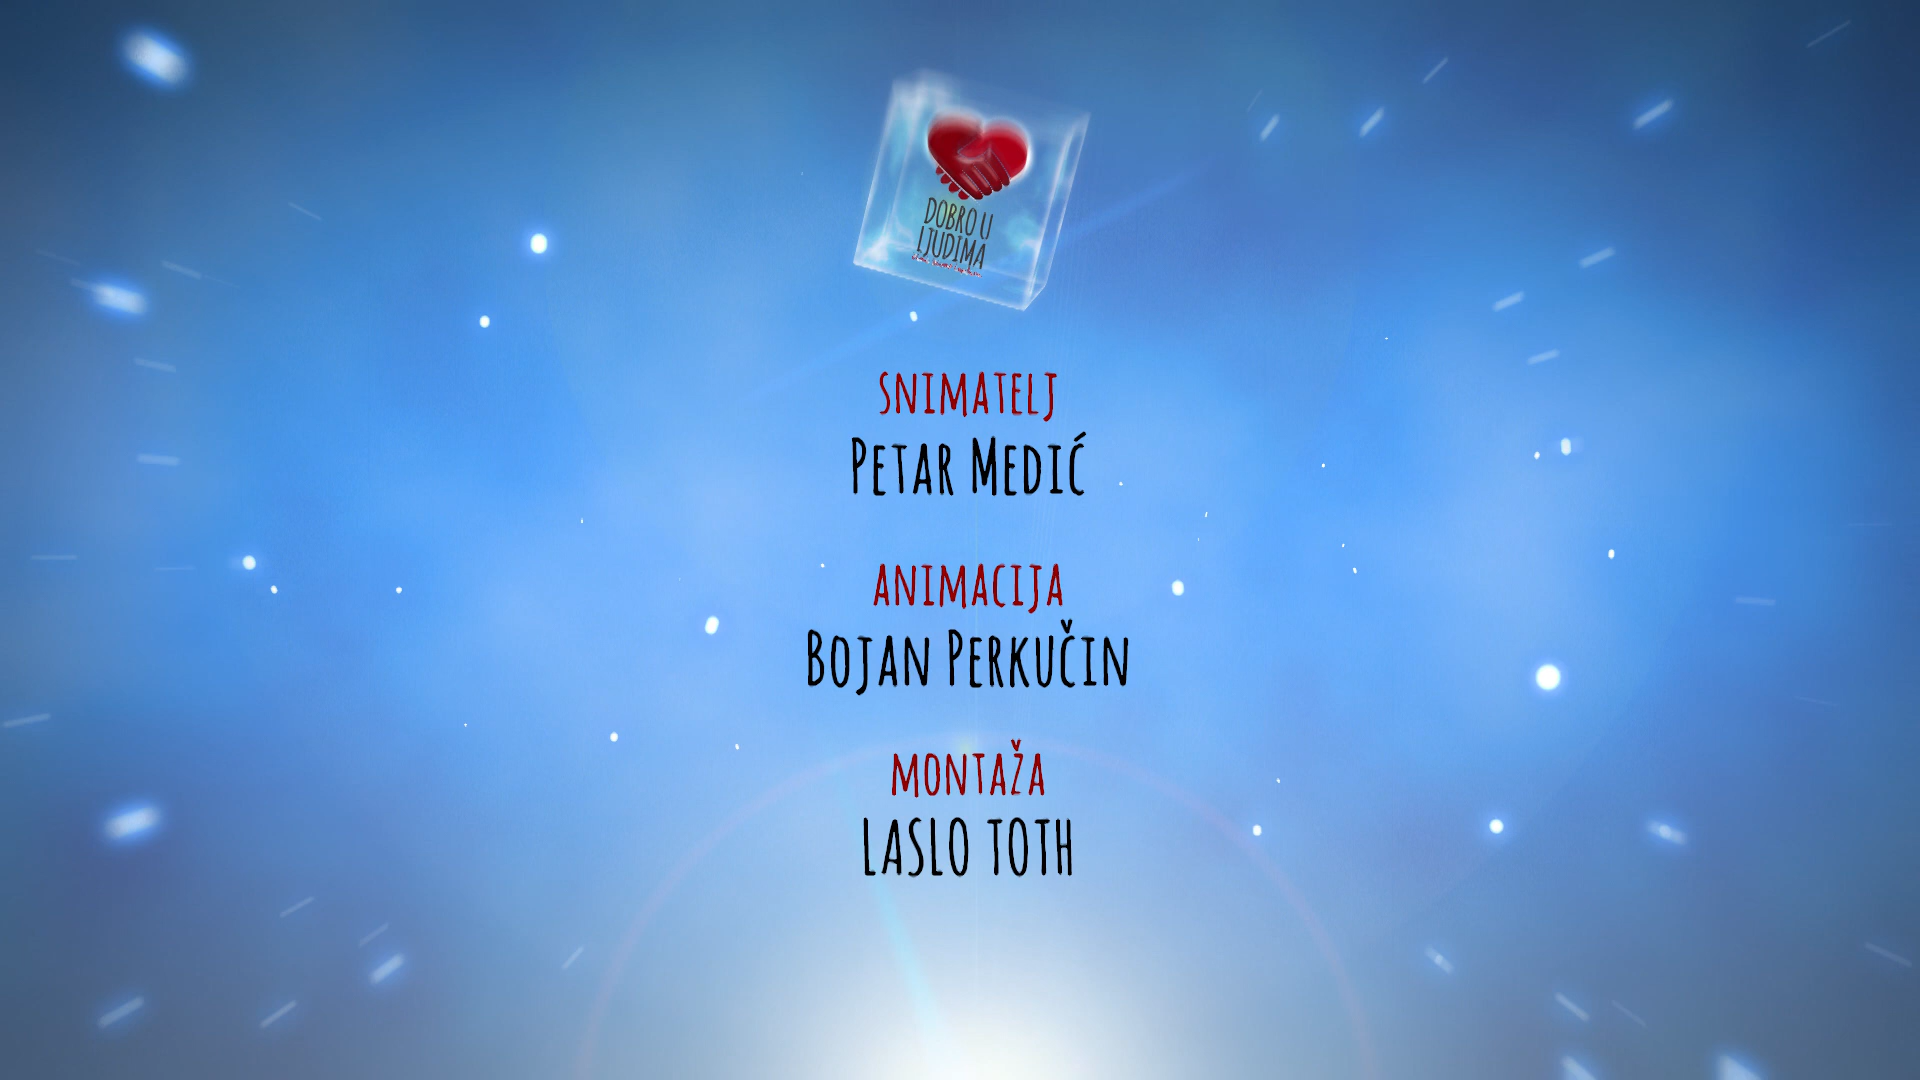 DOBRO U
LJUDIMA
SNIMATELJ
PETAR MEDIĆ
ANIMACIJA
BOJAN PERKUČIN
MONTAŽA
LASLO TOTH